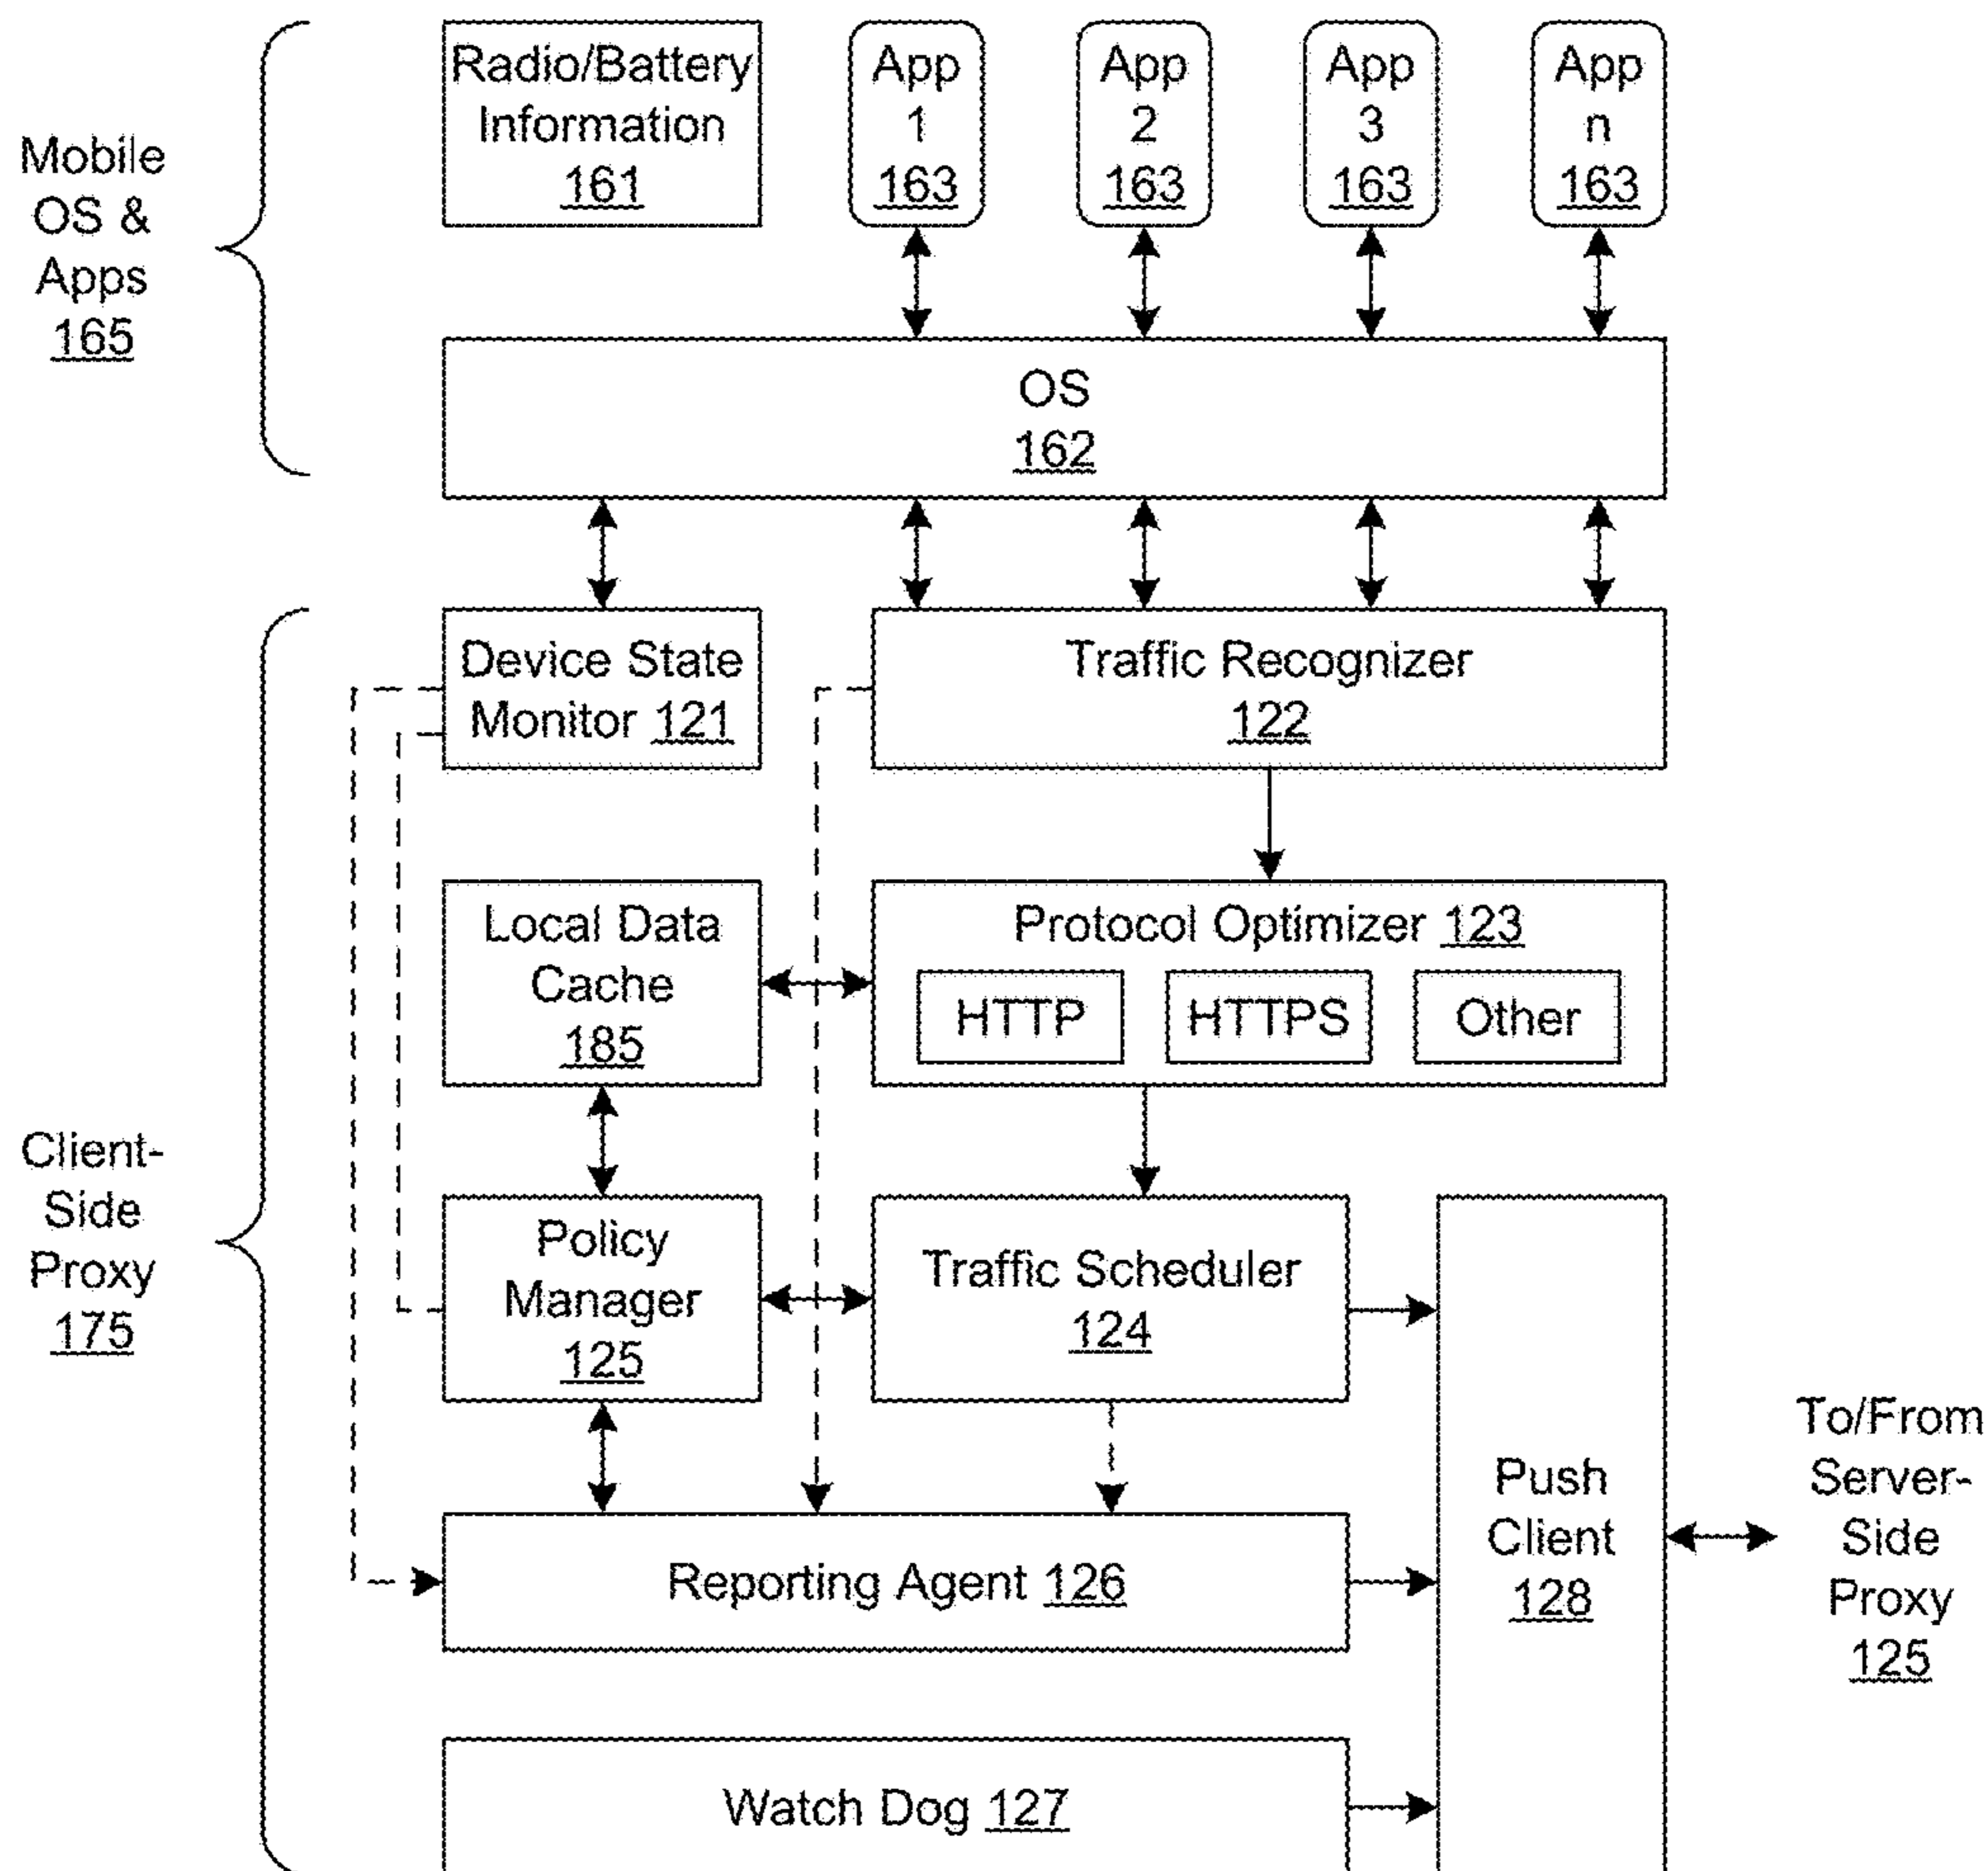 Mobile
OS &
Apps
165
Radio/Battery
Information
161
App
1
163
App
2
163
App
3
163
App
n
163
OS
162
Client-
Side
Proxy
175
Device State
Monitor 121
Traffic Recognizer
122
Local Data
Cache
185
Protocol Optimizer 123
HTTP
HTTPS
Other
Policy
Manager
125
Traffic Scheduler
124
Reporting Agent 126
Watch Dog 127
Push
Client
128
To/From
Server-
Side
Proxy
125